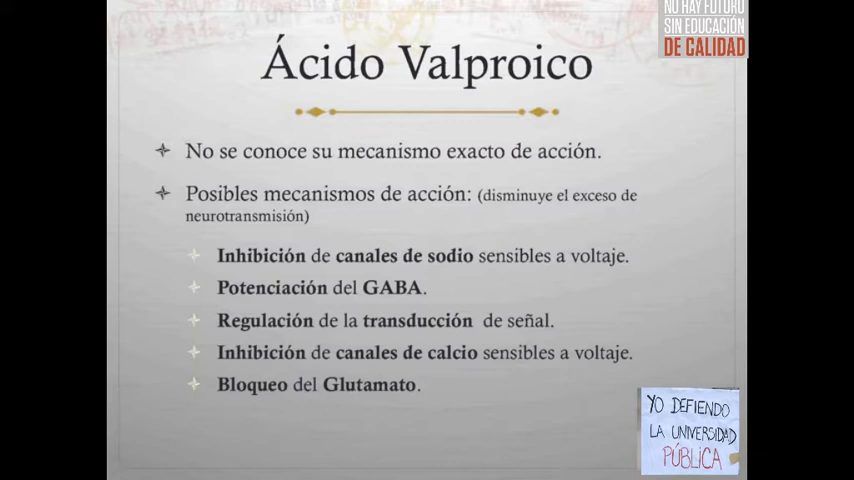 NO HAY FUTURO
SIN EDUCACIÓN
DE CALIDAD
Ácido Valproico
No se conoce su mecanismo exacto de acción.
Posibles mecanismos de acción: (disminuye el exceso de
neurotransmisión)
Inhibición de canales de sodio sensibles a voltaje.
Potenciación del GABA.
Regulación de la transducción de señal.
Inhibición de canales de calcio sensibles a voltaje.
Bloqueo del Glutamato.
YO DEFIENDO
LA UNIVERSIDAD
PÚBLICA